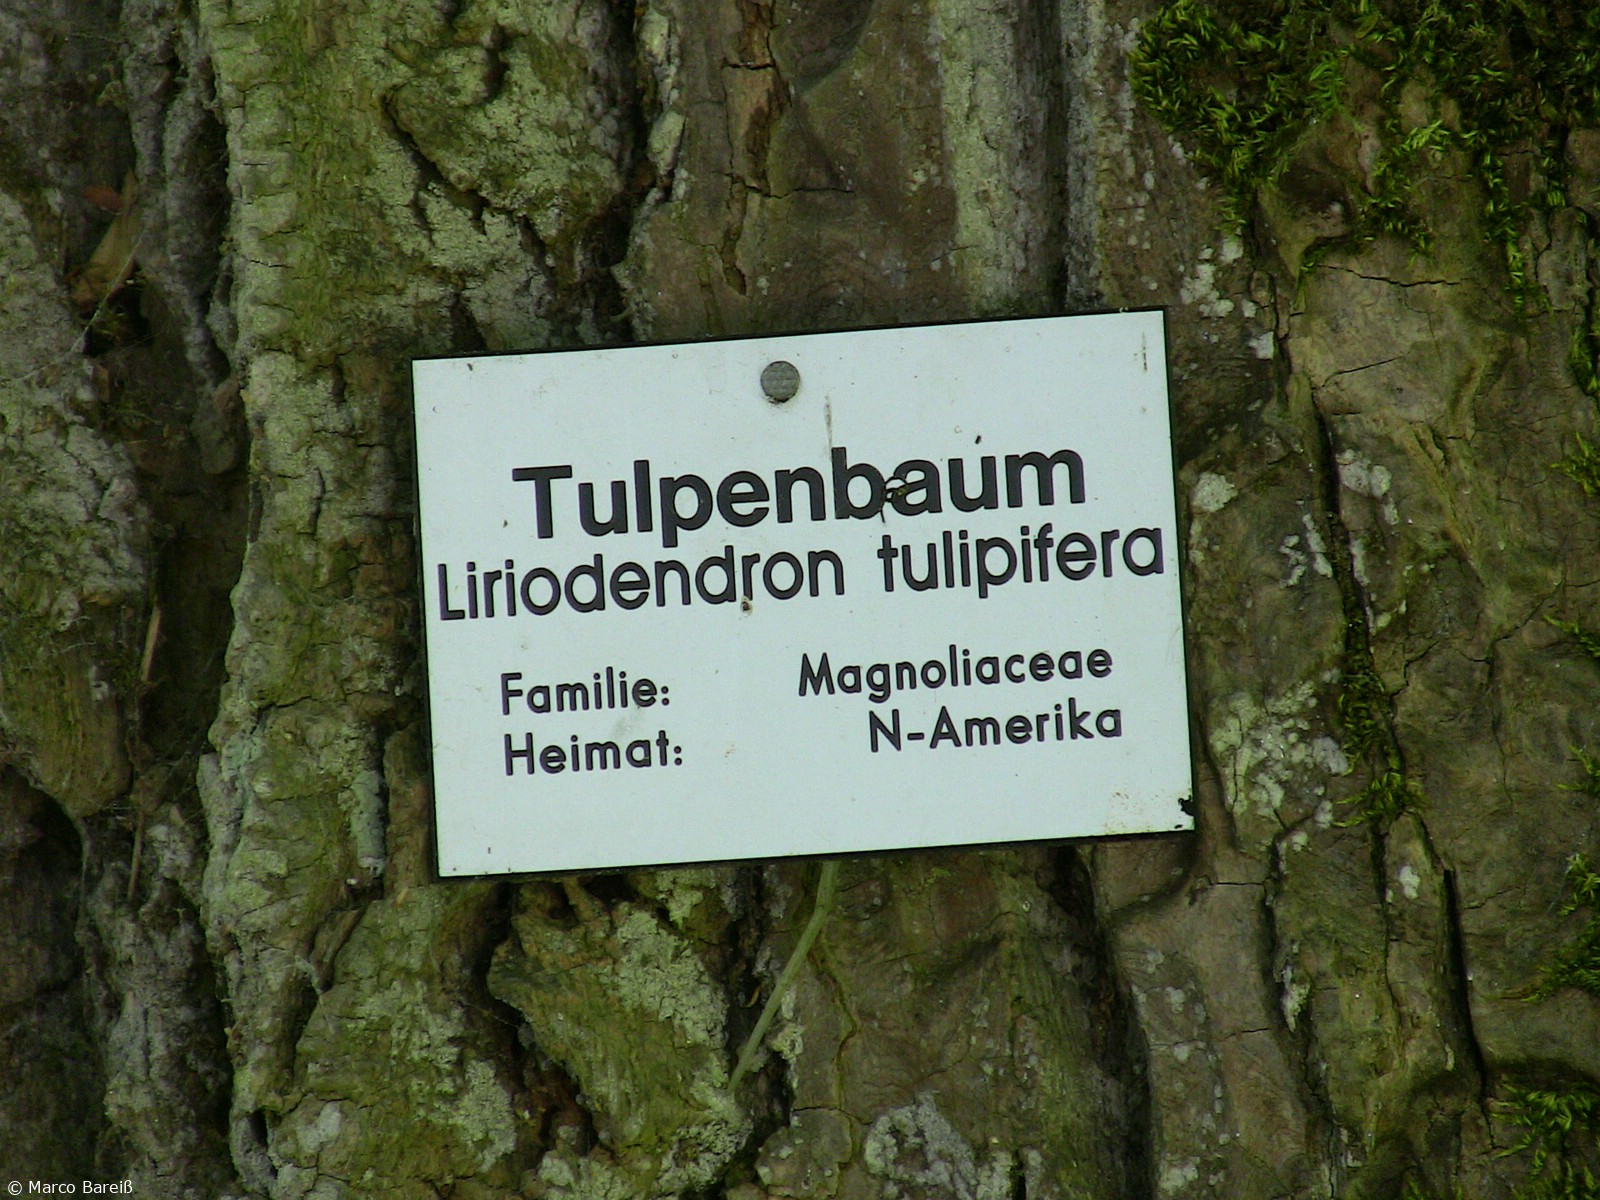 Tulpenbaum
Liriodendron tulipifera
Familie: Magnoliaceae
Heimat: N-Amerika
© Marco Bareiß